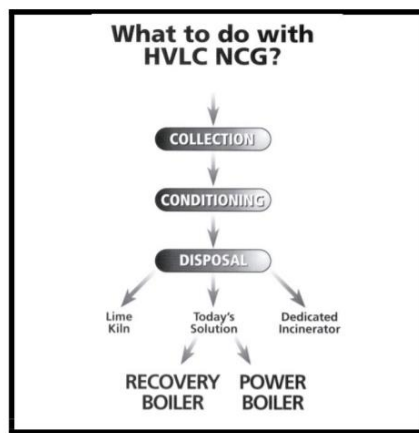 What to do with
HVLC NCG?
COLLECTION
CONDITIONING
DISPOSAL
Lime
Kiln
Today's
Solution
Dedicated
Incinerator
RECOVERY
BOILER
POWER
BOILER